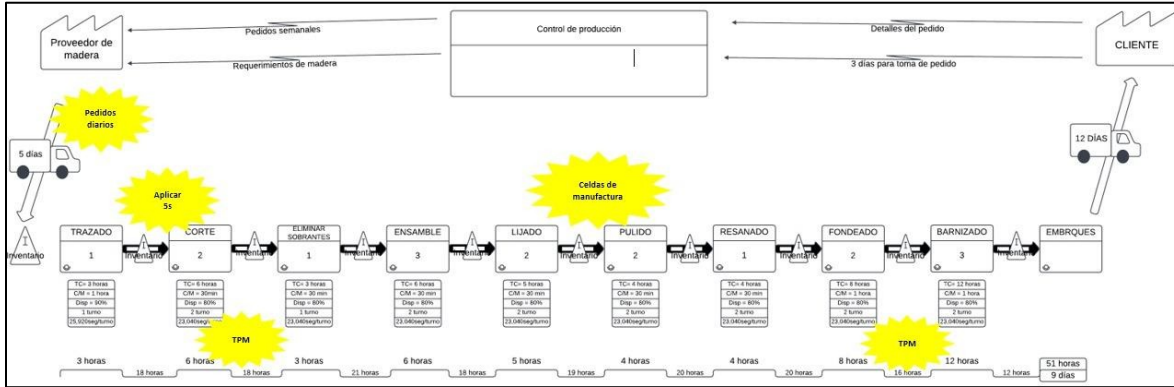 Proveedor de
madera
Pedidos semanales
Requerimientos de madera
Control de producción
Detalles del pedido
3 días para toma de pedido
CLIENTE
Pedidos
diarios
5 días
12 DÍAS
Aplicar
5s
Celdas de
manufactura
I
Inventario
TRAZADO
1
I
Inventario
CORTE
2
I
Inventario
ELIMINAR
SOBRANTES
1
I
Inventario
ENSAMBLE
3
I
Inventario
LIJADO
2
I
Inventario
PULIDO
2
I
Inventario
RESANADO
1
I
Inventario
FONDEADO
2
I
Inventario
BARNIZADO
3
I
Inventario
EMBRQUES
TC= 3 horas
C/M = 1 hora
Disp = 90%
1 turno
25,920seg/turno
TC= 6 horas
C/M = 30min
Disp = 80%
2 turno
TC= 3 horas
C/M = 30 min
Disp = 80%
1 turno
23,040seg/turno
TC= 6 horas
C/M = 30 min
Disp = 80%
2 turno
23,040seg/turno
TC= 5 horas
C/M = 30 min
Disp = 80%
2 turno
23,040seg/turno
TC= 4 horas
C/M = 30 min
Disp = 80%
2 turno
23,040seg/turno
TC= 4 horas
C/M = 30 min
Disp = 80%
2 turno
23,040seg/turno
TC= 8 horas
C/M = 1 hora
Disp = 80%
2 turno
TC= 12 horas
C/M = 1 hora
Disp = 80%
2 turno
23,040seg/turno
TPM
TPM
3 horas
18 horas
6 horas
18 horas
3 horas
21 horas
6 horas
18 horas
5 horas
19 horas
4 horas
20 horas
4 horas
20 horas
8 horas
16 horas
12 horas
12 horas
51 horas
9 días